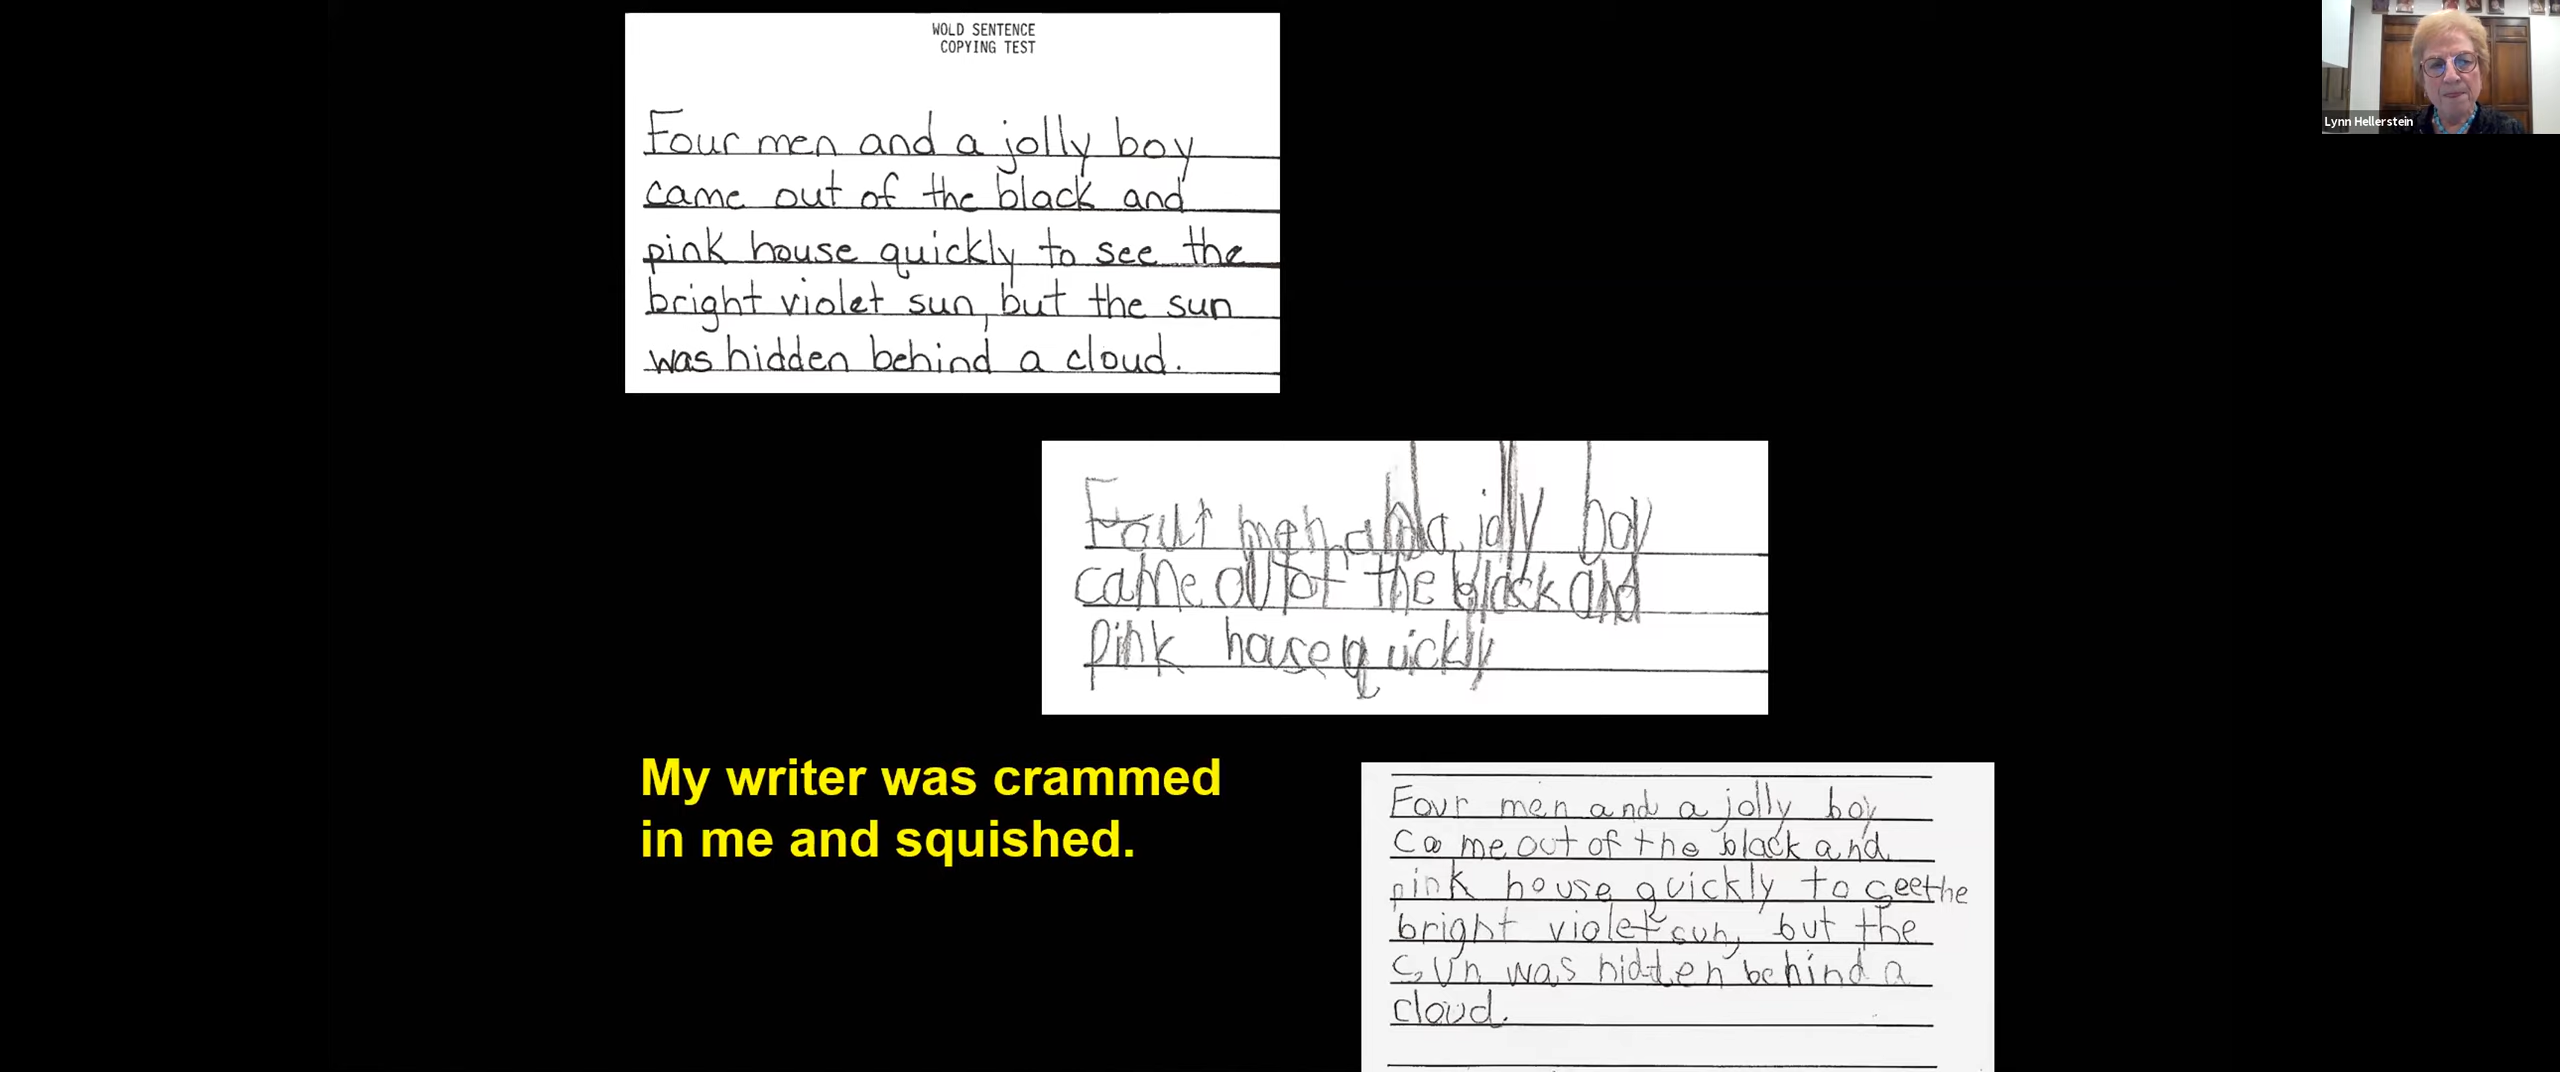 WOLD SENTENCE
COPYING TEST
Four men and a jolly boy
came out of the black and
pink house quickly to see the
bright violet sun, but the sun
was hidden behind a cloud.
Four men and a jolly boy
came out of the black and
pink house quickly
My writer was crammed
in me and squished.
Four men and a jolly boy
came out of the black and
pink house quickly to see the
bright violet sun, but the
sun was hidden behind a
cloud.
Lynn Hellerstein